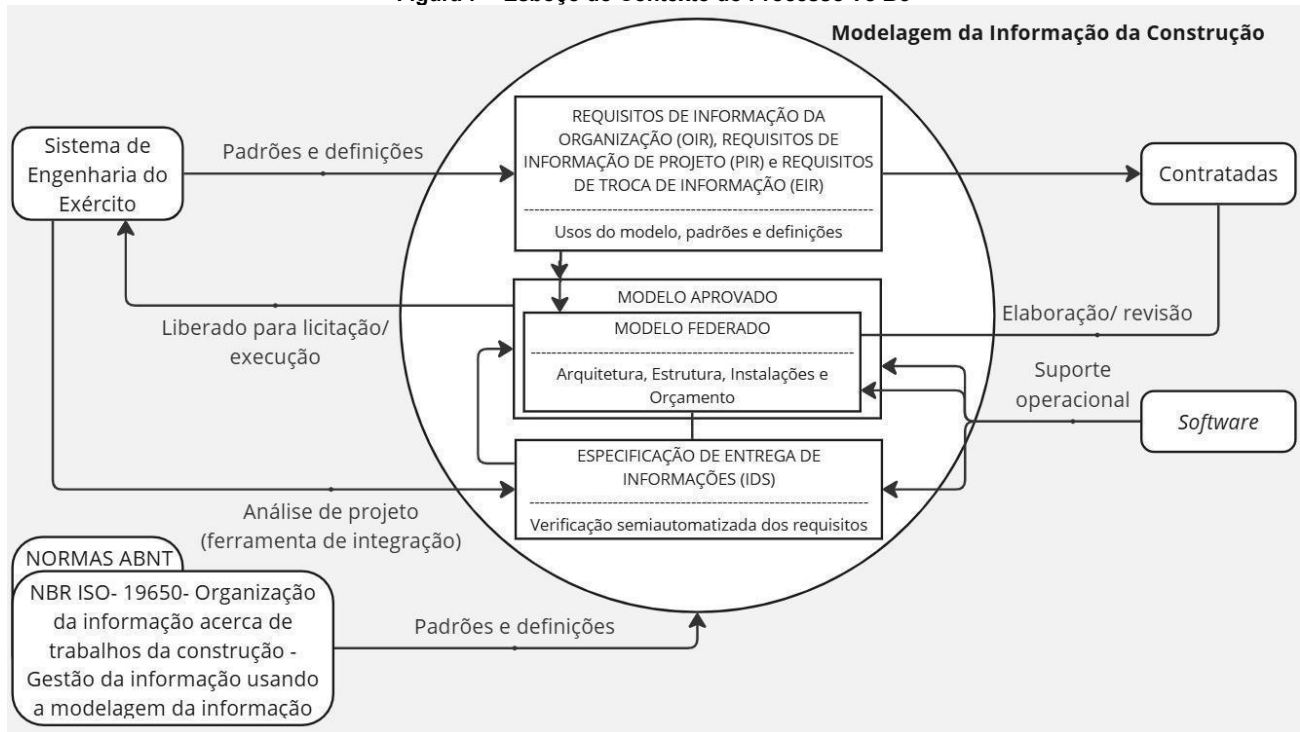 Modelagem da Informação da Construção
REQUISITOS DE INFORMAÇÃO DA
ORGANIZAÇÃO (OIR), REQUISITOS DE
INFORMAÇÃO DE PROJETO (PIR) e REQUISITOS
DE TROCA DE INFORMAÇÃO (EIR)
Usos do modelo, padrões e definições
Sistema de
Engenharia do
Exército
Padrões e definições
Contratadas
MODELO APROVADO
MODELO FEDERADO
Arquitetura, Estrutura, Instalações e
Orçamento
Liberado para licitação/
execução
Elaboração/ revisão
Suporte
operacional
Software
ESPECIFICAÇÃO DE ENTREGA DE
INFORMAÇÕES (IDS)
Verificação semiautomatizada dos requisitos
Análise de projeto
(ferramenta de integração)
NORMAS ABNT
NBR ISO- 19650- Organização
da informação acerca de
trabalhos da construção -
Gestão da informação usando
a modelagem da informação
Padrões e definições